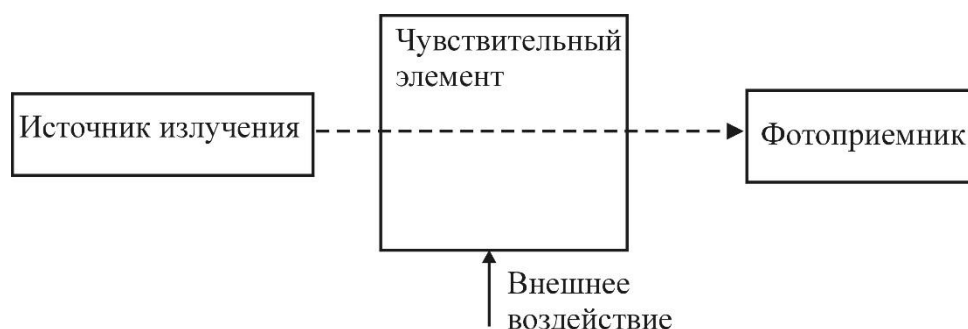 Чувствительный
элемент
Источник излучения
Фотоприемник
Внешнее
воздействие